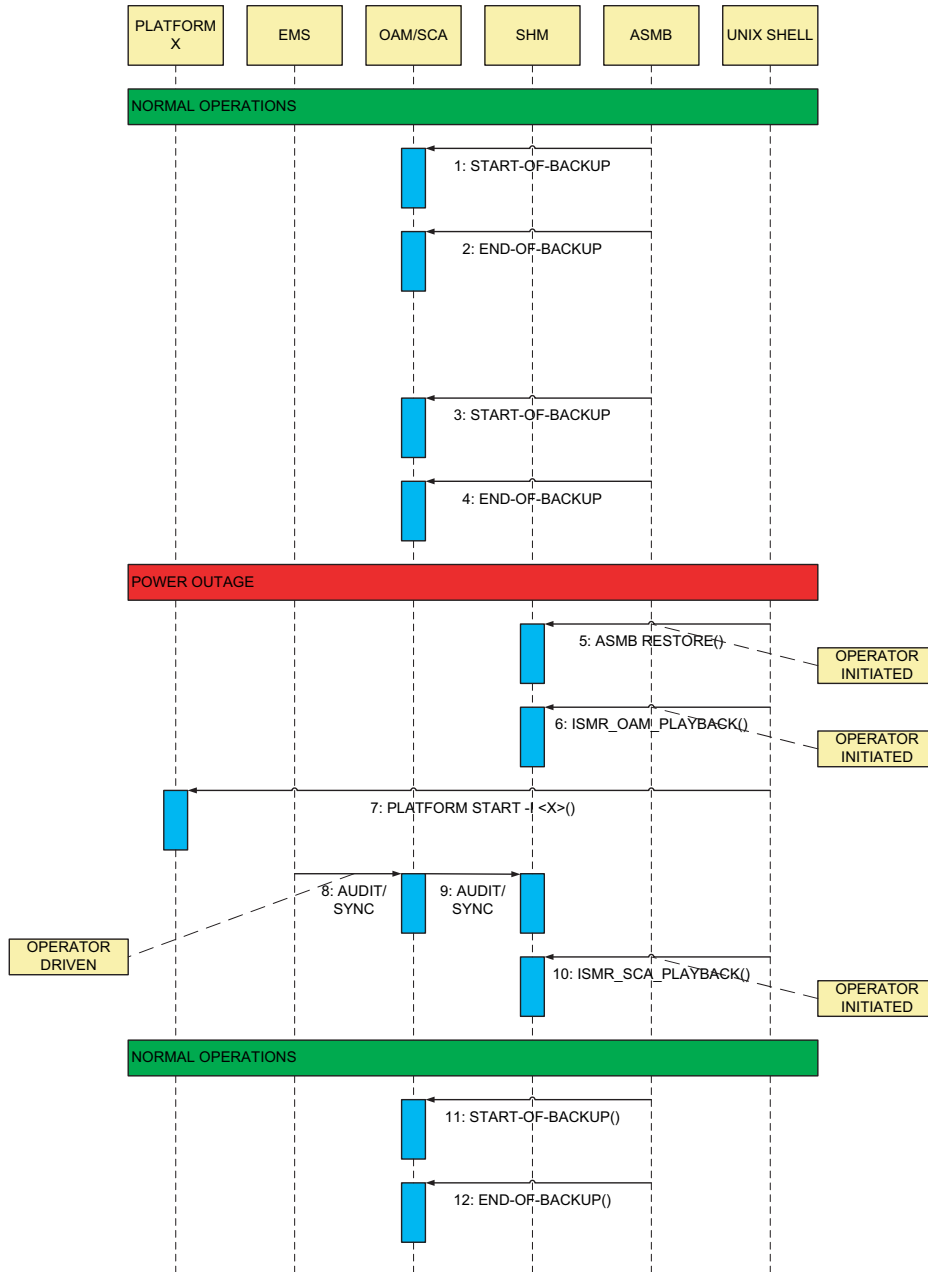 PLATFORM
X
EMS
OAM/SCA
SHM
ASMB
UNIX SHELL
NORMAL OPERATIONS
1: START-OF-BACKUP
2: END-OF-BACKUP
3: START-OF-BACKUP
4: END-OF-BACKUP
POWER OUTAGE
5: ASMB RESTORE()
OPERATOR
INITIATED
6: ISMR_OAM_PLAYBACK()
OPERATOR
INITIATED
7: PLATFORM START -I <X>()
8: AUDIT/
SYNC
9: AUDIT/
SYNC
OPERATOR
DRIVEN
10: ISMR_SCA_PLAYBACK()
OPERATOR
INITIATED
NORMAL OPERATIONS
11: START-OF-BACKUP()
12: END-OF-BACKUP()